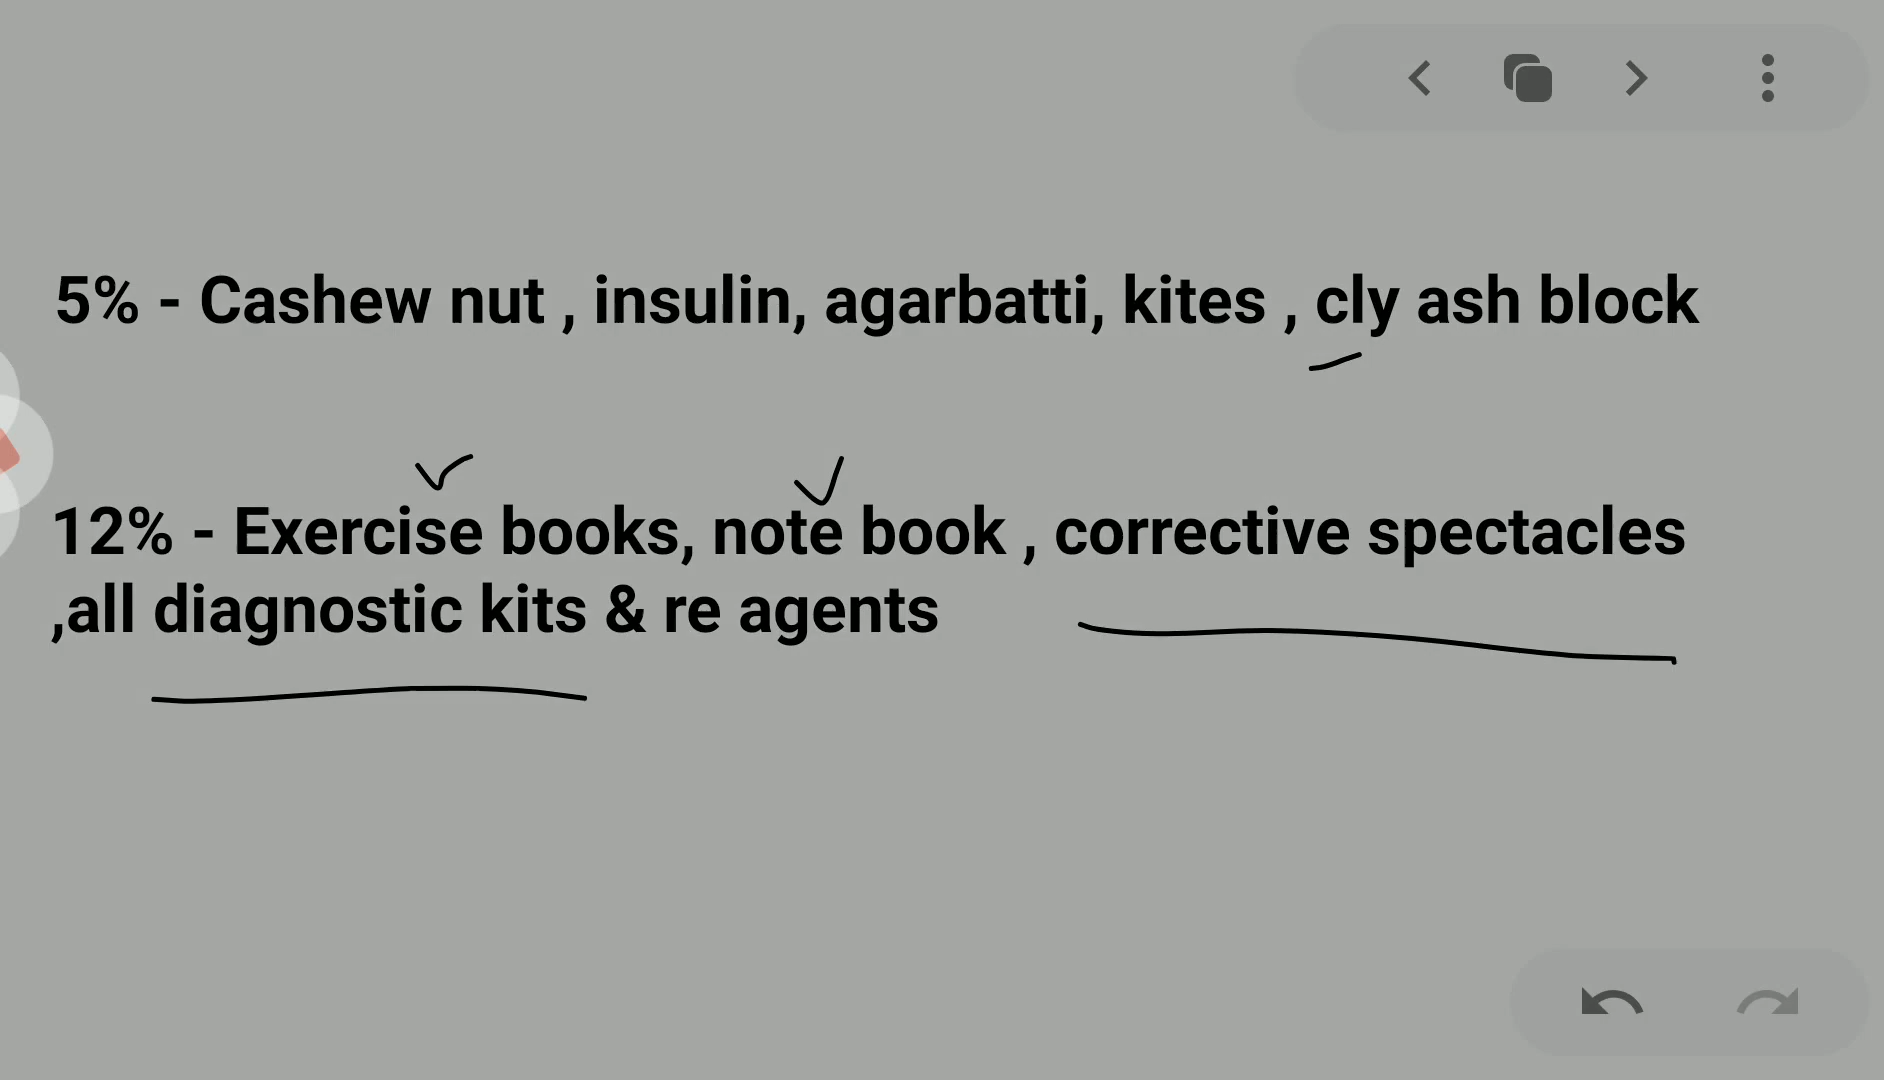 5% - Cashew nut , insulin, agarbatti, kites , cly ash block
12% - Exercise books, note book , corrective spectacles
,all diagnostic kits & re agents